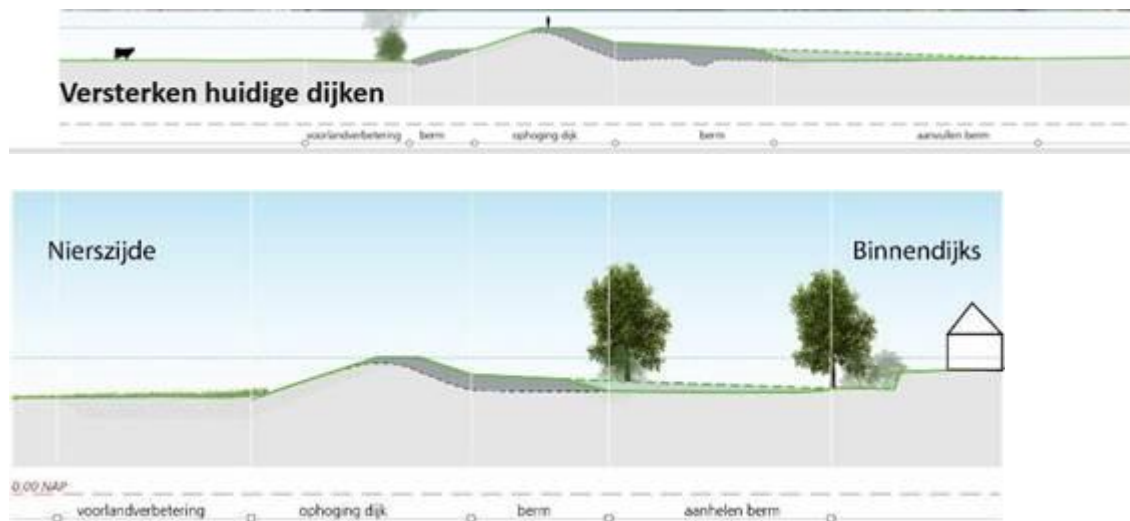 Versterken huidige dijken
voorlandverbetering berm ophoging dijk berm aanvullen berm
Nierszijde Binnendijks
0.00 NAP
voorlandverbetering ophoging dijk berm aanhelen berm